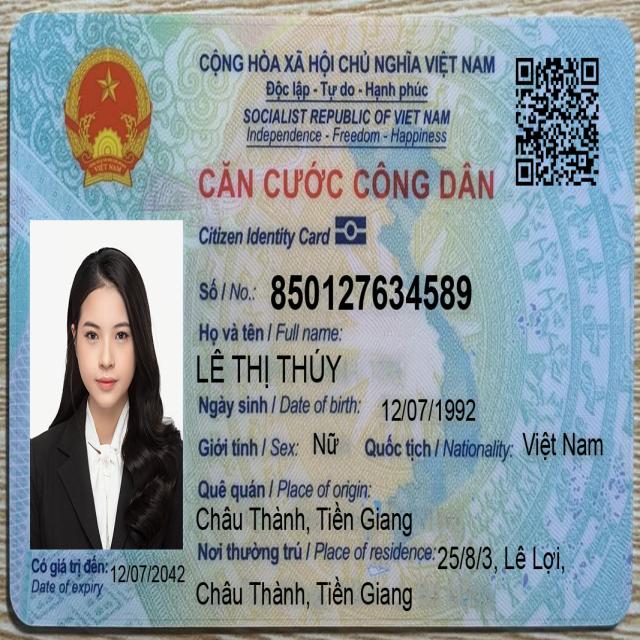 CỘNG HÒA XÃ HỘI CHỦ NGHĨA VIỆT NAM
Độc lập - Tự do - Hạnh phúc
SOCIALIST REPUBLIC OF VIET NAM
Independence - Freedom - Happiness
CĂN CƯỚC CÔNG DÂN
Citizen Identity Card
Số / No.: 850127634589
Họ và tên / Full name:
LÊ THỊ THÚY
Ngày sinh / Date of birth: 12/07/1992
Giới tính / Sex: Nữ Quốc tịch / Nationality: Việt Nam
Quê quán / Place of origin:
Châu Thành, Tiền Giang
Nơi thường trú / Place of residence: 25/8/3, Lê Lợi,
Châu Thành, Tiền Giang
Có giá trị đến: 12/07/2042
Date of expiry
VIỆT NAM